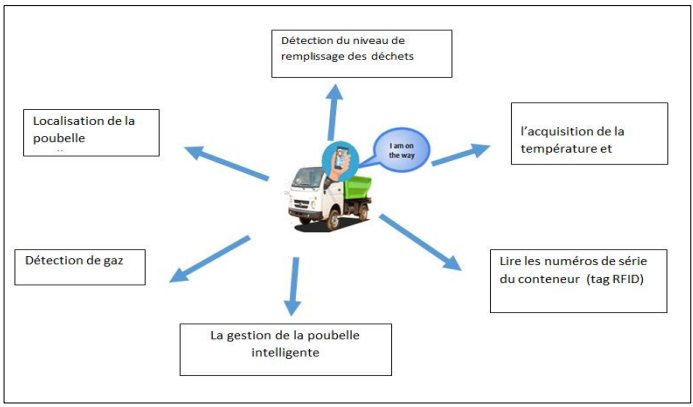 Détection du niveau de
remplissage des déchets
Localisation de la
poubelle
I am on
the way
l'acquisition de la
température et
Détection de gaz
Lire les numéros de série
du conteneur (tag RFID)
La gestion de la poubelle
intelligente